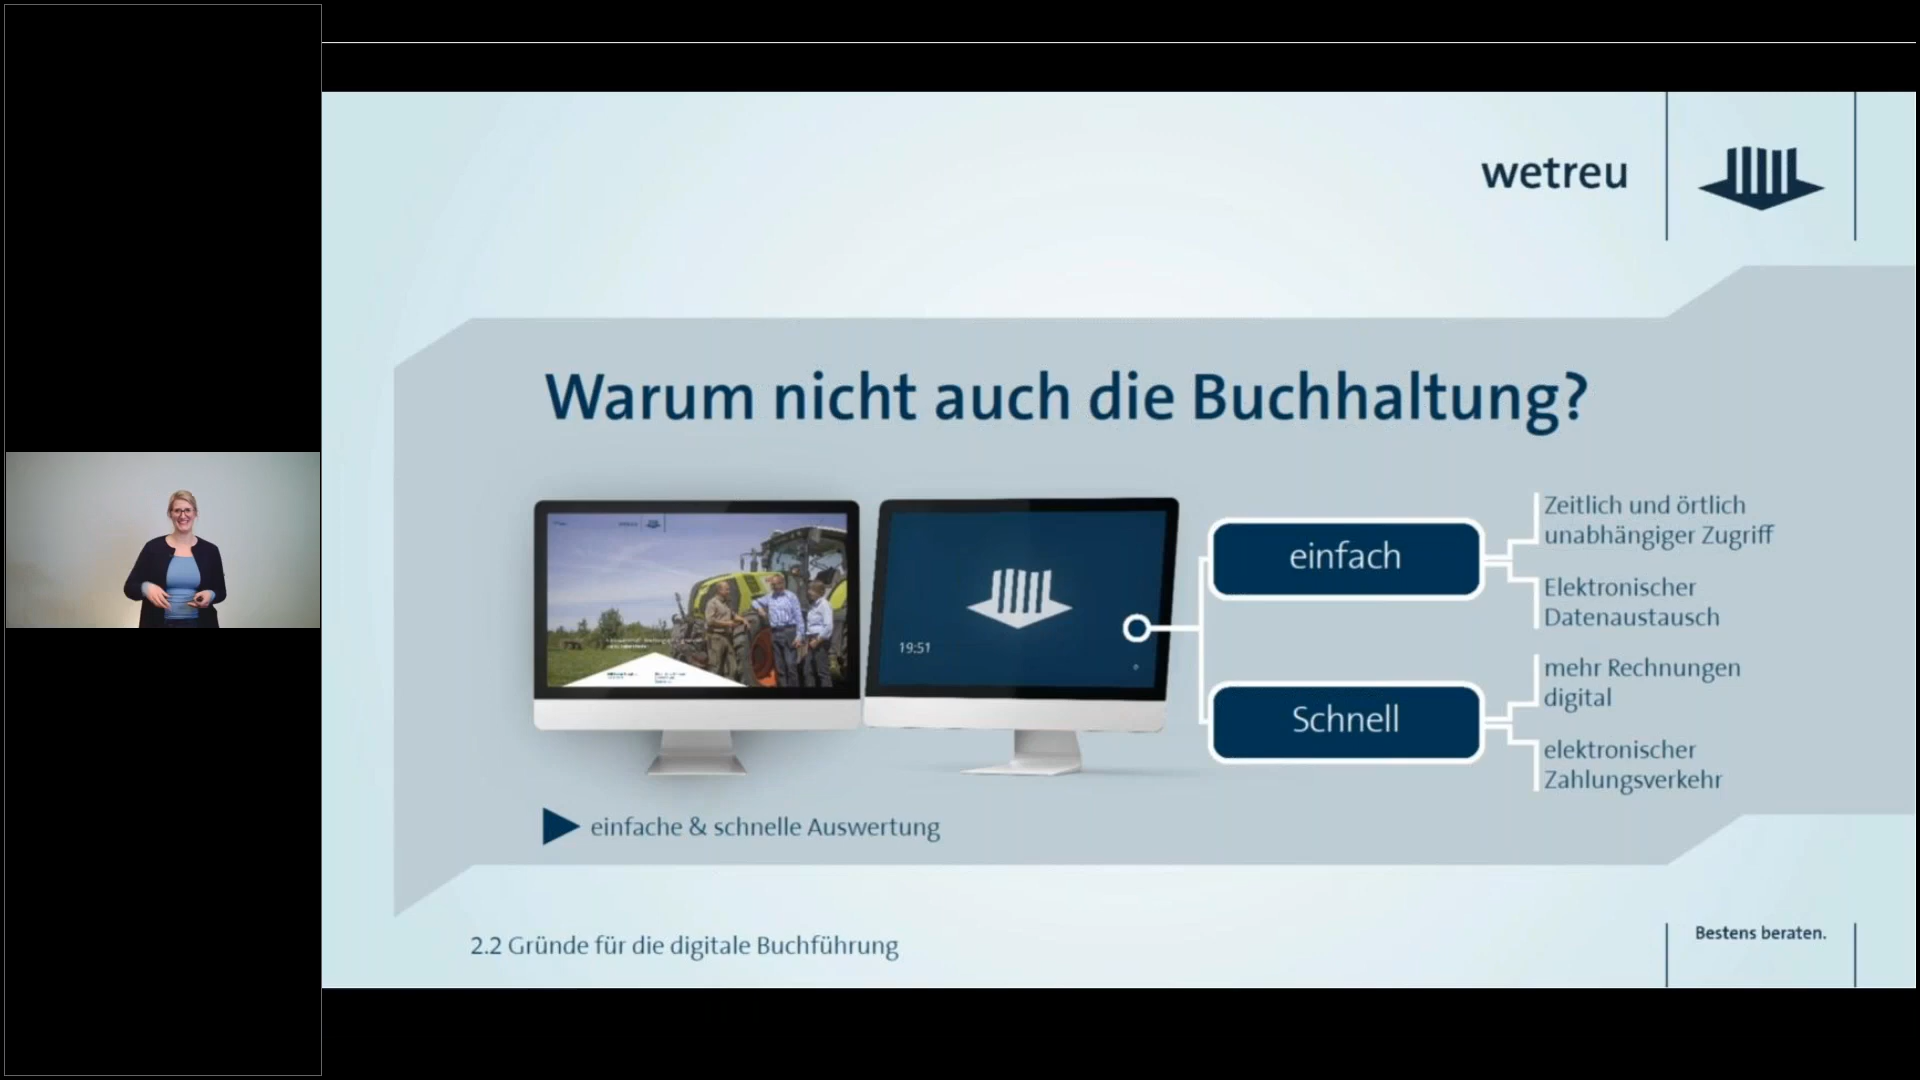 wetreu
Warum nicht auch die Buchhaltung?
einfach
Zeitlich und örtlich
unabhängiger Zugriff
Elektronischer
Datenaustausch
19:51
Schnell
mehr Rechnungen
digital
elektronischer
Zahlungsverkehr
einfache & schnelle Auswertung
2.2 Gründe für die digitale Buchführung
Bestens beraten.